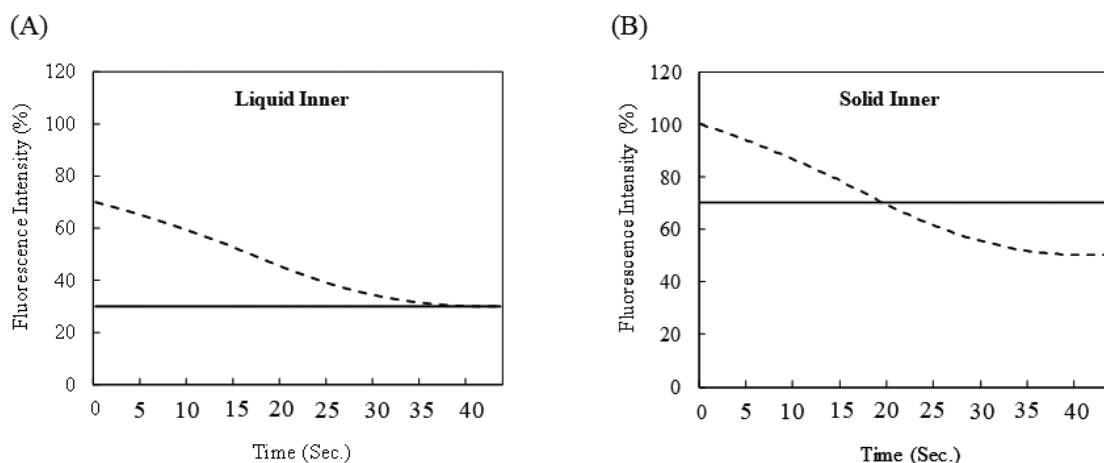 (A)
Liquid Inner
Fluorescence Intensity (%)
120
100
80
60
40
20
0
0 5 10 15 20 25 30 35 40
Time (Sec.)
(B)
Solid Inner
Fluorescence Intensity (%)
120
100
80
60
40
20
0
0 5 10 15 20 25 30 35 40
Time (Sec.)